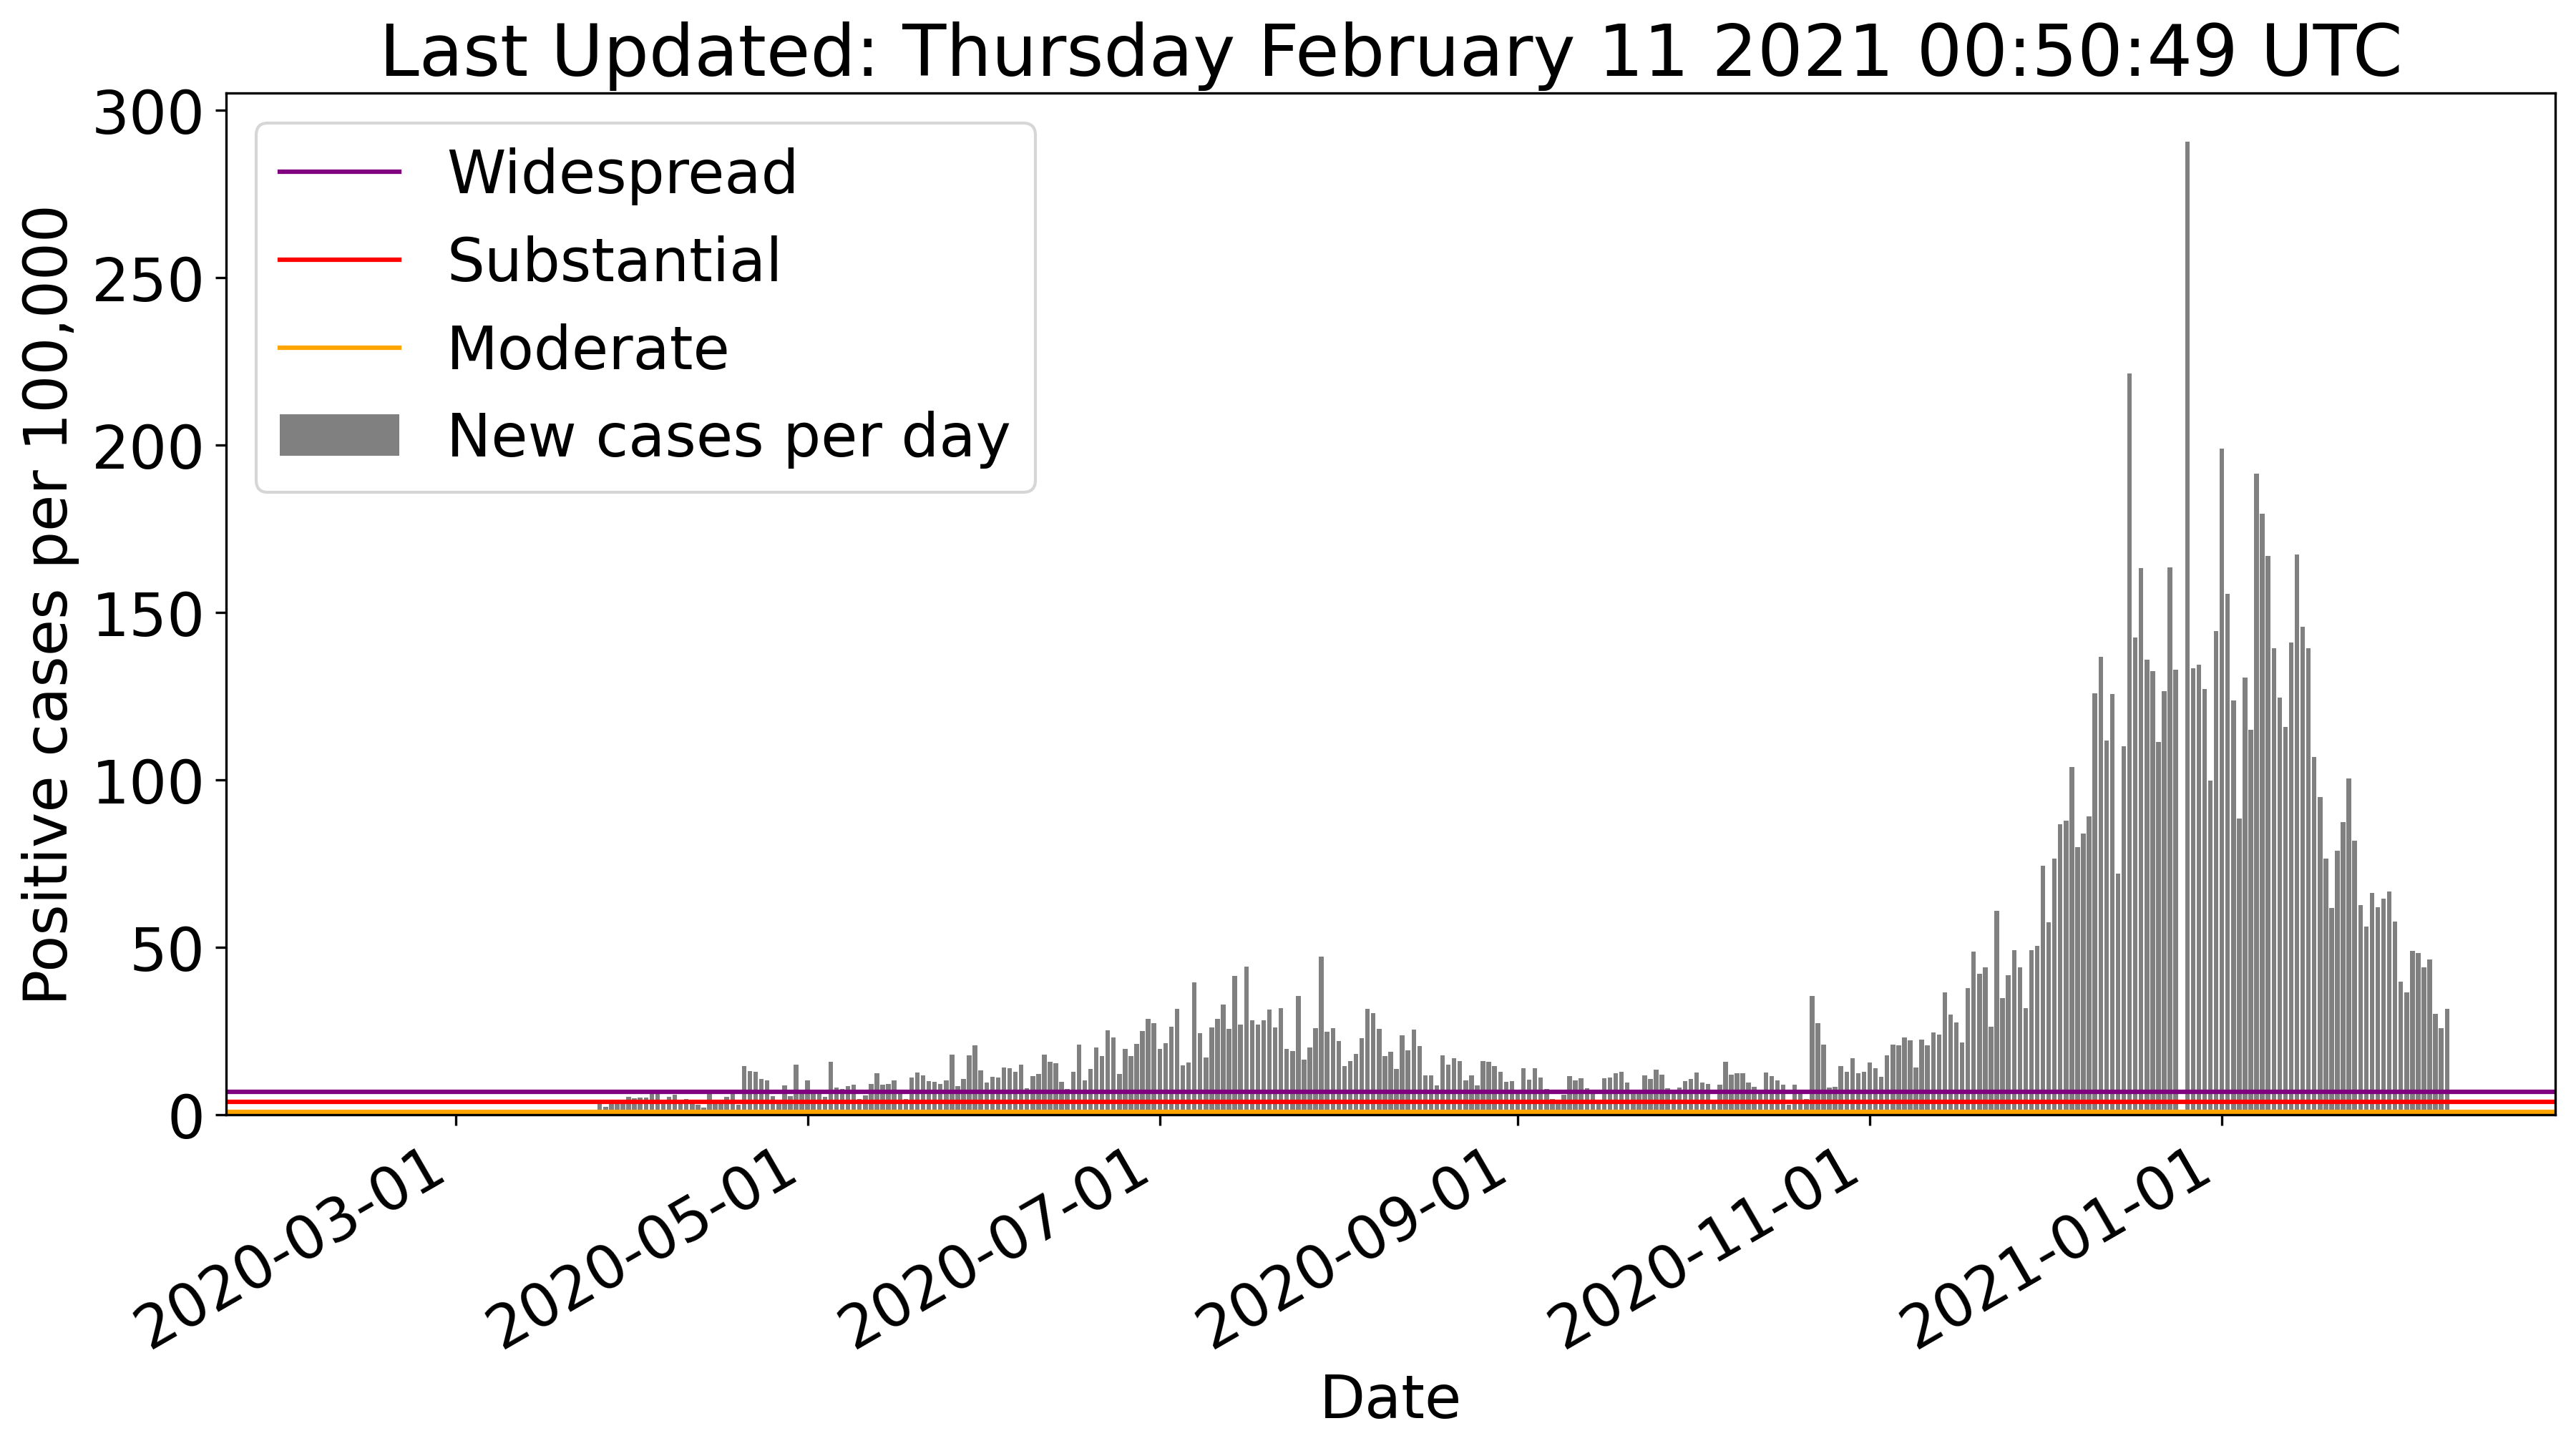 Last Updated: Thursday February 11 2021 00:50:49 UTC
Widespread
Substantial
Moderate
New cases per day
Positive cases per 100,000
300
250
200
150
100
50
0
2020-03-01
2020-05-01
2020-07-01
2020-09-01
2020-11-01
2021-01-01
Date